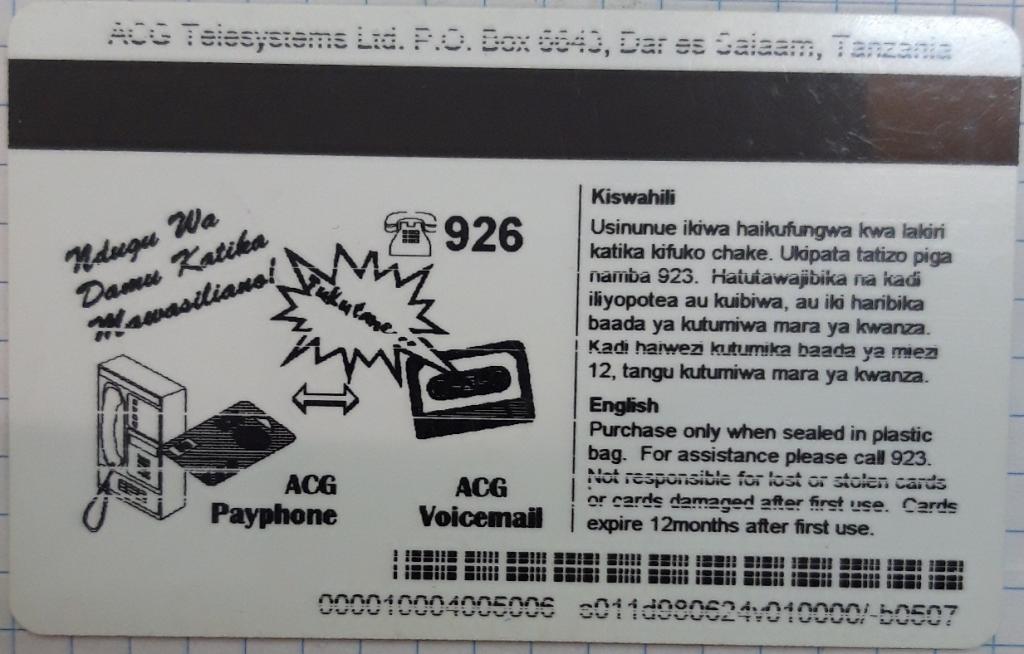 ACG Telesystems Ltd. P.O. Box 6643, Dar es Salaam, Tanzania
Ndugu Wa
Damu Katika
Mawasiliano!
926
Tukutane...
ACG
Payphone
ACG
Voicemail
Kiswahili
Usinunue ikiwa haikufungwa kwa lakiri
katika kifuko chake. Ukipata tatizo piga
namba 923. Hatutawajibika na kadi
iliyopotea au kuibiwa, au iki haribika
baada ya kutumiwa mara ya kwanza.
Kadi haiwezi kutumika baada ya miezi
12, tangu kutumiwa mara ya kwanza.
English
Purchase only when sealed in plastic
bag. For assistance please call 923.
Not responsible for lost or stolen cards
or cards damaged after first use. Cards
expire 12months after first use.
000010004005006 s011d980624v010000/-b0507